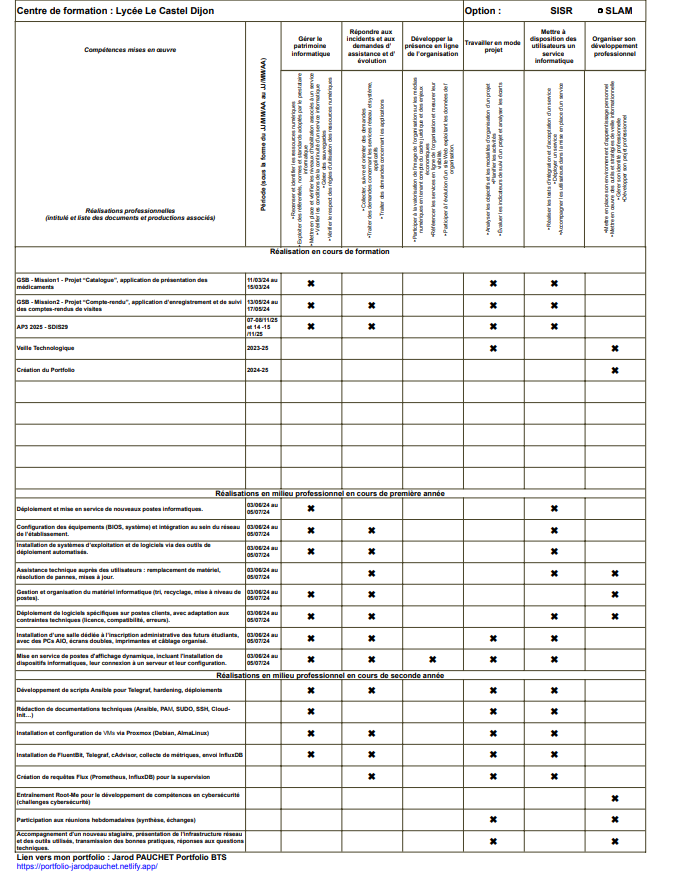 Centre de formation : Lycée Le Castel Dijon
Option :
SISR
SLAM
Compétences mises en œuvre
Réalisations professionnelles
(intitulé et liste des documents et productions associés)
Période (sous la forme du JJ/MM/AA au JJ/MM/AA)
Gérer le
patrimoine
informatique
Répondre aux
incidents et aux
demandes d'
assistance et d'
évolution
Développer la
présence en ligne
de l'organisation
Travailler en mode
projet
Mettre à
disposition des
utilisateurs un
service
informatique
Organiser son
développement
professionnel
• Recenser et identifier les ressources numériques
• Exploiter des référentiels, normes et standards adoptés par le prestataire
informatique
• Mettre en place et vérifier les niveaux d'habilitation associés à un service
• Vérifier les conditions de la continuité d'un service informatique
• Gérer des sauvegardes
• Vérifier le respect des règles d'utilisation des ressources numériques
• Collecter, suivre et orienter des demandes
• Traiter des demandes concernant les services réseau et système,
applicatifs
• Traiter des demandes concernant les applications
• Participer à la valorisation de l'image de l'organisation sur les médias
numériques en tenant compte du cadre juridique et des enjeux
économiques
• Référencer les services en ligne de l'organisation et mesurer leur
visibilité.
• Participer à l'évolution d'un site Web exploitant les données de l'
organisation.
• Analyser les objectifs et les modalités d'organisation d'un projet
• Planifier les activités
• Évaluer les indicateurs de suivi d'un projet et analyser les écarts
• Réaliser les tests d'intégration et d'acceptation d'un service
• Déployer un service
• Accompagner les utilisateurs dans la mise en place d'un service
• Mettre en place son environnement d'apprentissage personnel
• Mettre en œuvre des outils et stratégies de veille informationnelle
• Gérer son identité professionnelle
• Développer son projet professionnel
Réalisation en cours de formation
GSB - Mission1 - Projet "Catalogue", application de présentation des
médicaments
11/03/24 au
15/03/24
✖ ✖ ✖
GSB - Mission2 - Projet "Compte-rendu", application d'enregistrement et de suivi
des comptes-rendus de visites
13/05/24 au
17/05/24
✖ ✖ ✖ ✖
AP3 2025 - SDIS29
07-08/11/25
et 14 -15
/11/25
✖ ✖ ✖ ✖
Veille Technologique
2023-25
✖ ✖
Création du Portfolio
2024-25
✖
Réalisations en milieu professionnel en cours de première année
Déploiement et mise en service de nouveaux postes informatiques.
03/06/24 au
05/07/24
✖ ✖
Configuration des équipements (BIOS, système) et intégration au sein du réseau
de l'établissement.
03/06/24 au
05/07/24
✖ ✖ ✖
Installation de systèmes d'exploitation et de logiciels via des outils de
déploiement automatisés.
03/06/24 au
05/07/24
✖ ✖ ✖
Assistance technique auprès des utilisateurs : remplacement de matériel,
résolution de pannes, mises à jour.
03/06/24 au
05/07/24
✖ ✖ ✖
Gestion et organisation du matériel informatique (tri, recyclage, mise à niveau de
postes).
03/06/24 au
05/07/24
✖ ✖ ✖
Déploiement de logiciels spécifiques sur postes clients, avec adaptation aux
contraintes techniques (licence, compatibilité, erreurs).
03/06/24 au
05/07/24
✖ ✖ ✖ ✖
Installation d'une salle dédiée à l'inscription administrative des futurs étudiants,
avec des PCs AIO, écrans doubles, imprimantes et câblage organisé.
03/06/24 au
05/07/24
✖ ✖ ✖ ✖
Mise en service de postes d'affichage dynamique, incluant l'installation de
dispositifs informatiques, leur connexion à un serveur et leur configuration.
03/06/24 au
05/07/24
✖ ✖ ✖ ✖ ✖
Réalisations en milieu professionnel en cours de seconde année
Développement de scripts Ansible pour Telegraf, hardening, déploiements
✖ ✖ ✖ ✖
Rédaction de documentations techniques (Ansible, PAM, SUDO, SSH, Cloud-
Init...)
✖ ✖ ✖
Installation et configuration de VMs via Proxmox (Debian, AlmaLinux)
✖ ✖ ✖ ✖
Installation de FluentBit, Telegraf, cAdvisor, collecte de métriques, envoi InfluxDB
✖ ✖ ✖ ✖
Création de requêtes Flux (Prometheus, InfluxDB) pour la supervision
✖ ✖ ✖
Entraînement Root-Me pour le développement de compétences en cybersécurité
(challenges cybersécurité)
✖
Participation aux réunions hebdomadaires (synthèse, échanges)
✖ ✖
Accompagnement d'un nouveau stagiaire, présentation de l'infrastructure réseau
et des outils utilisés, transmission des bonnes pratiques, réponses aux questions
techniques.
✖ ✖
Lien vers mon portfolio : Jarod PAUCHET Portfolio BTS
https://portfolio-jarodpauchet.netlify.app/